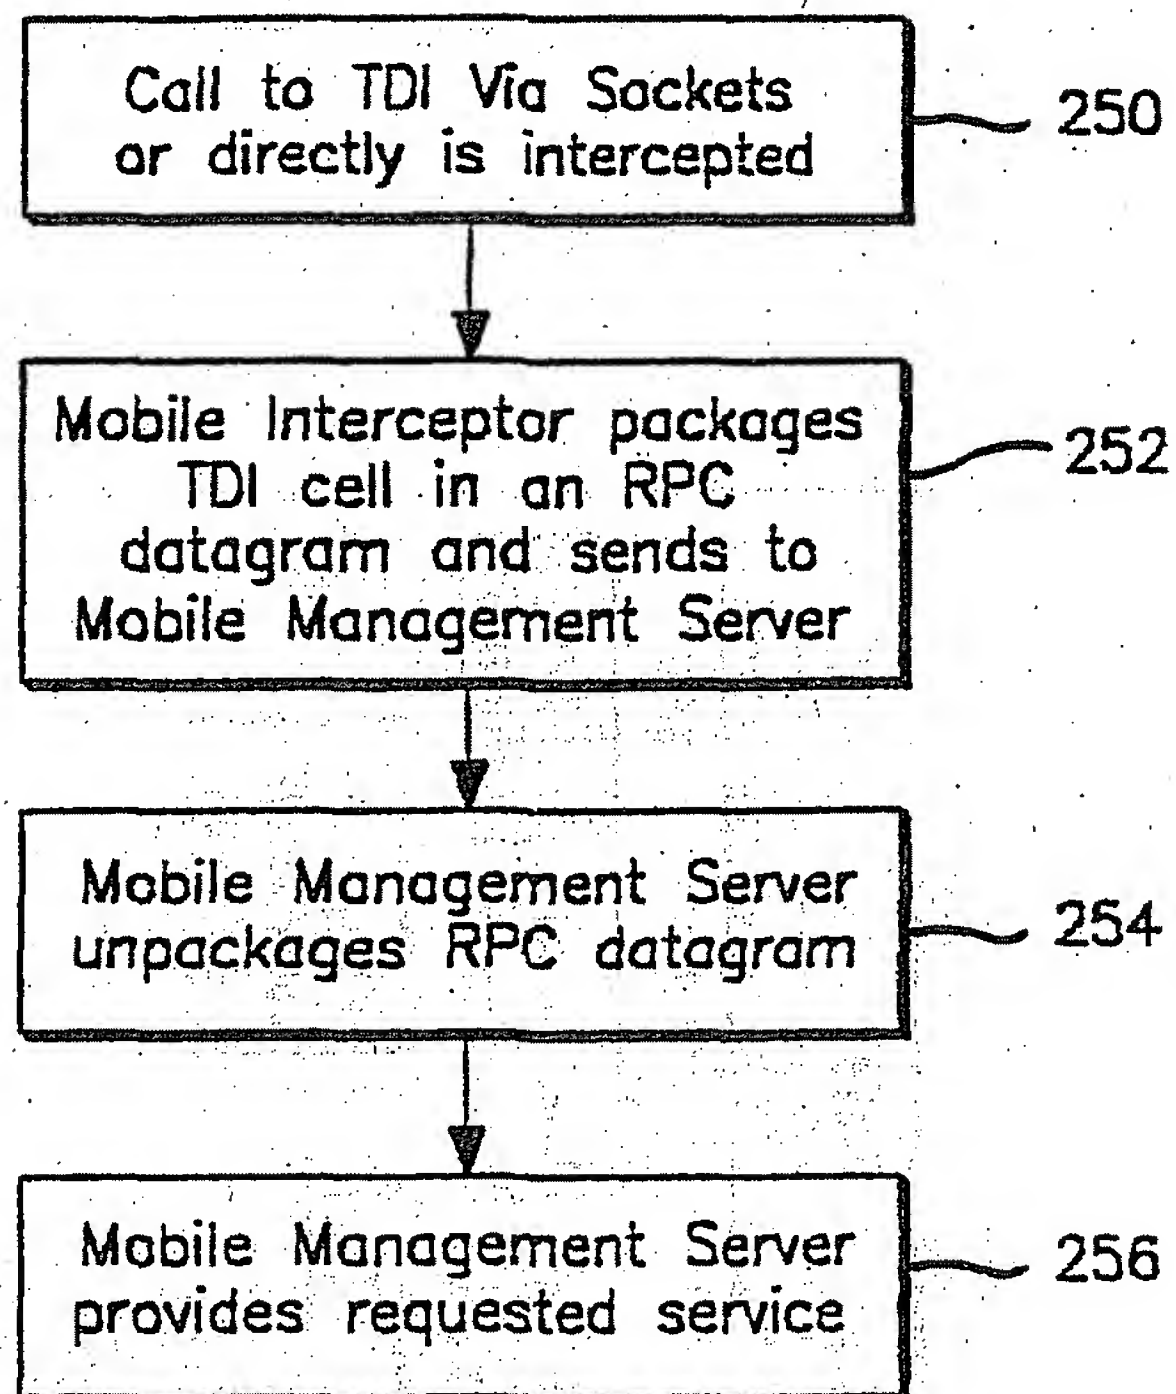 Call to TDI Via Sockets
or directly is intercepted
250
Mobile Interceptor packages
TDI cell in an RPC
datagram and sends to
Mobile Management Server
252
Mobile Management Server
unpackages RPC datagram
254
Mobile Management Server
provides requested service
256